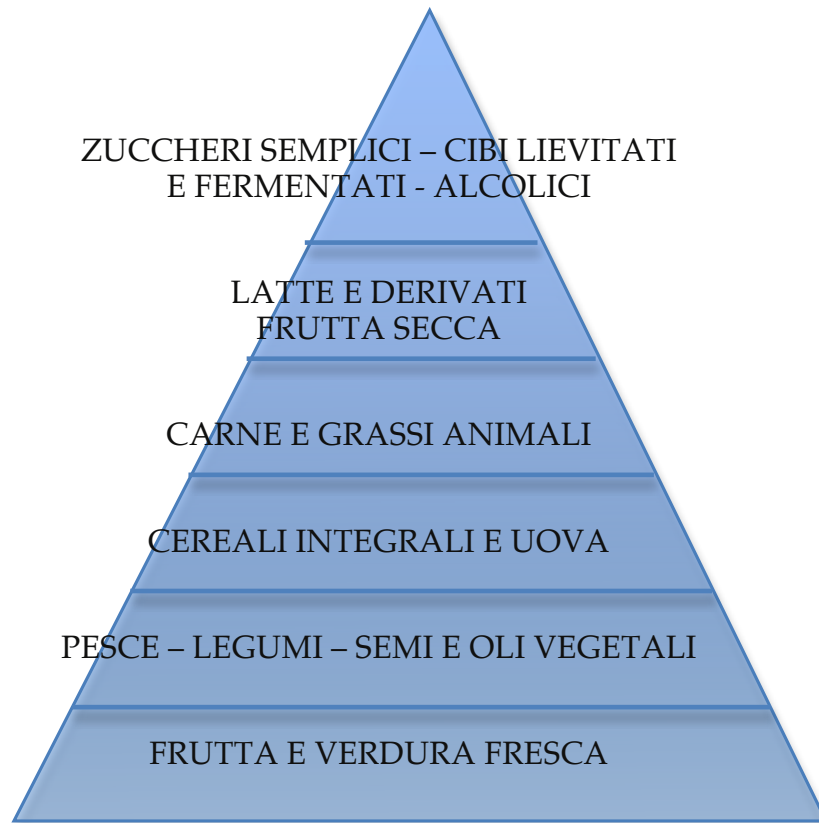 ZUCCHERI SEMPLICI – CIBI LIEVITATI
E FERMENTATI - ALCOLICI
LATTE E DERIVATI
FRUTTA SECCA
CARNE E GRASSI ANIMALI
CEREALI INTEGRALI E UOVA
PESCE – LEGUMI – SEMI E OLI VEGETALI
FRUTTA E VERDURA FRESCA